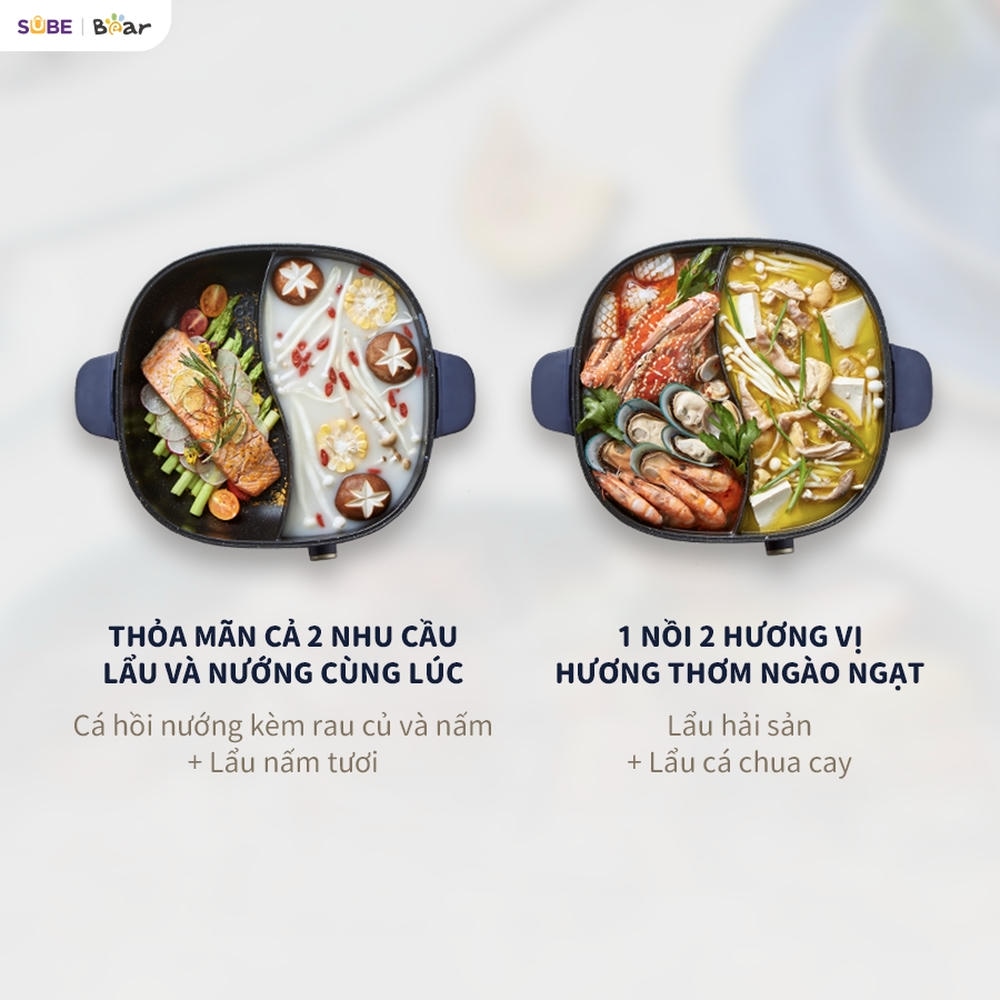 SUBE | Bear
THỎA MÃN CẢ 2 NHU CẦU
LẨU VÀ NƯỚNG CÙNG LÚC
Cá hồi nướng kèm rau củ và nấm
+ Lẩu nấm tươi
1 NỒI 2 HƯƠNG VỊ
HƯƠNG THƠM NGÀO NGẠT
Lẩu hải sản
+ Lẩu cá chua cay